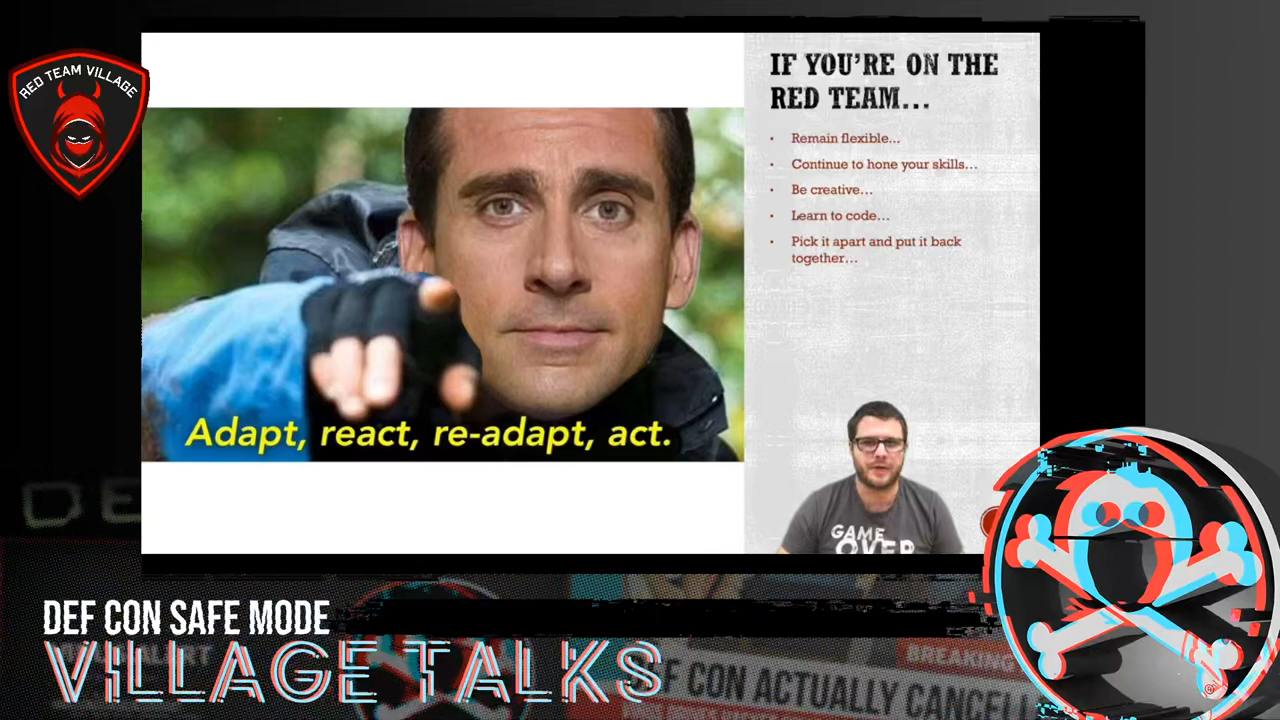 RED TEAM VILLAGE
IF YOU'RE ON THE
RED TEAM...
• Remain flexible...
• Continue to hone your skills...
• Be creative...
• Learn to code...
• Pick it apart and put it back
together...
Adapt, react, re-adapt, act.
GAME
OVER
DE
DEF CON SAFE MODE
VILLAGE TALKS
BREAKING
DEF CON ACTUALLY CANCELL